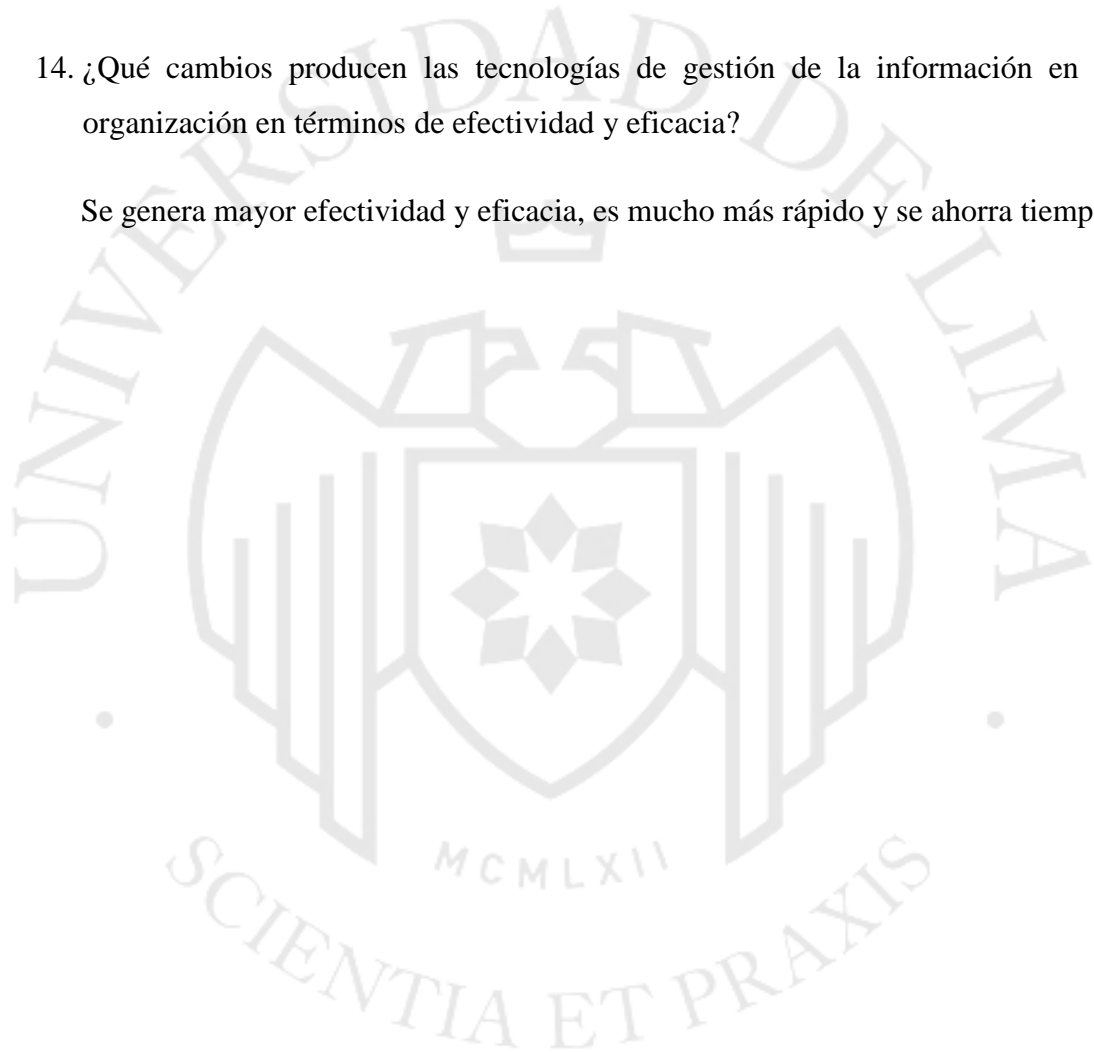 14. ¿Qué cambios producen las tecnologías de gestión de la información en
organización en términos de efectividad y eficacia?
Se genera mayor efectividad y eficacia, es mucho más rápido y se ahorra tiemp
UNIVERSIDAD DE LIMA
MCMLXII
SCIENTIA ET PRAXIS